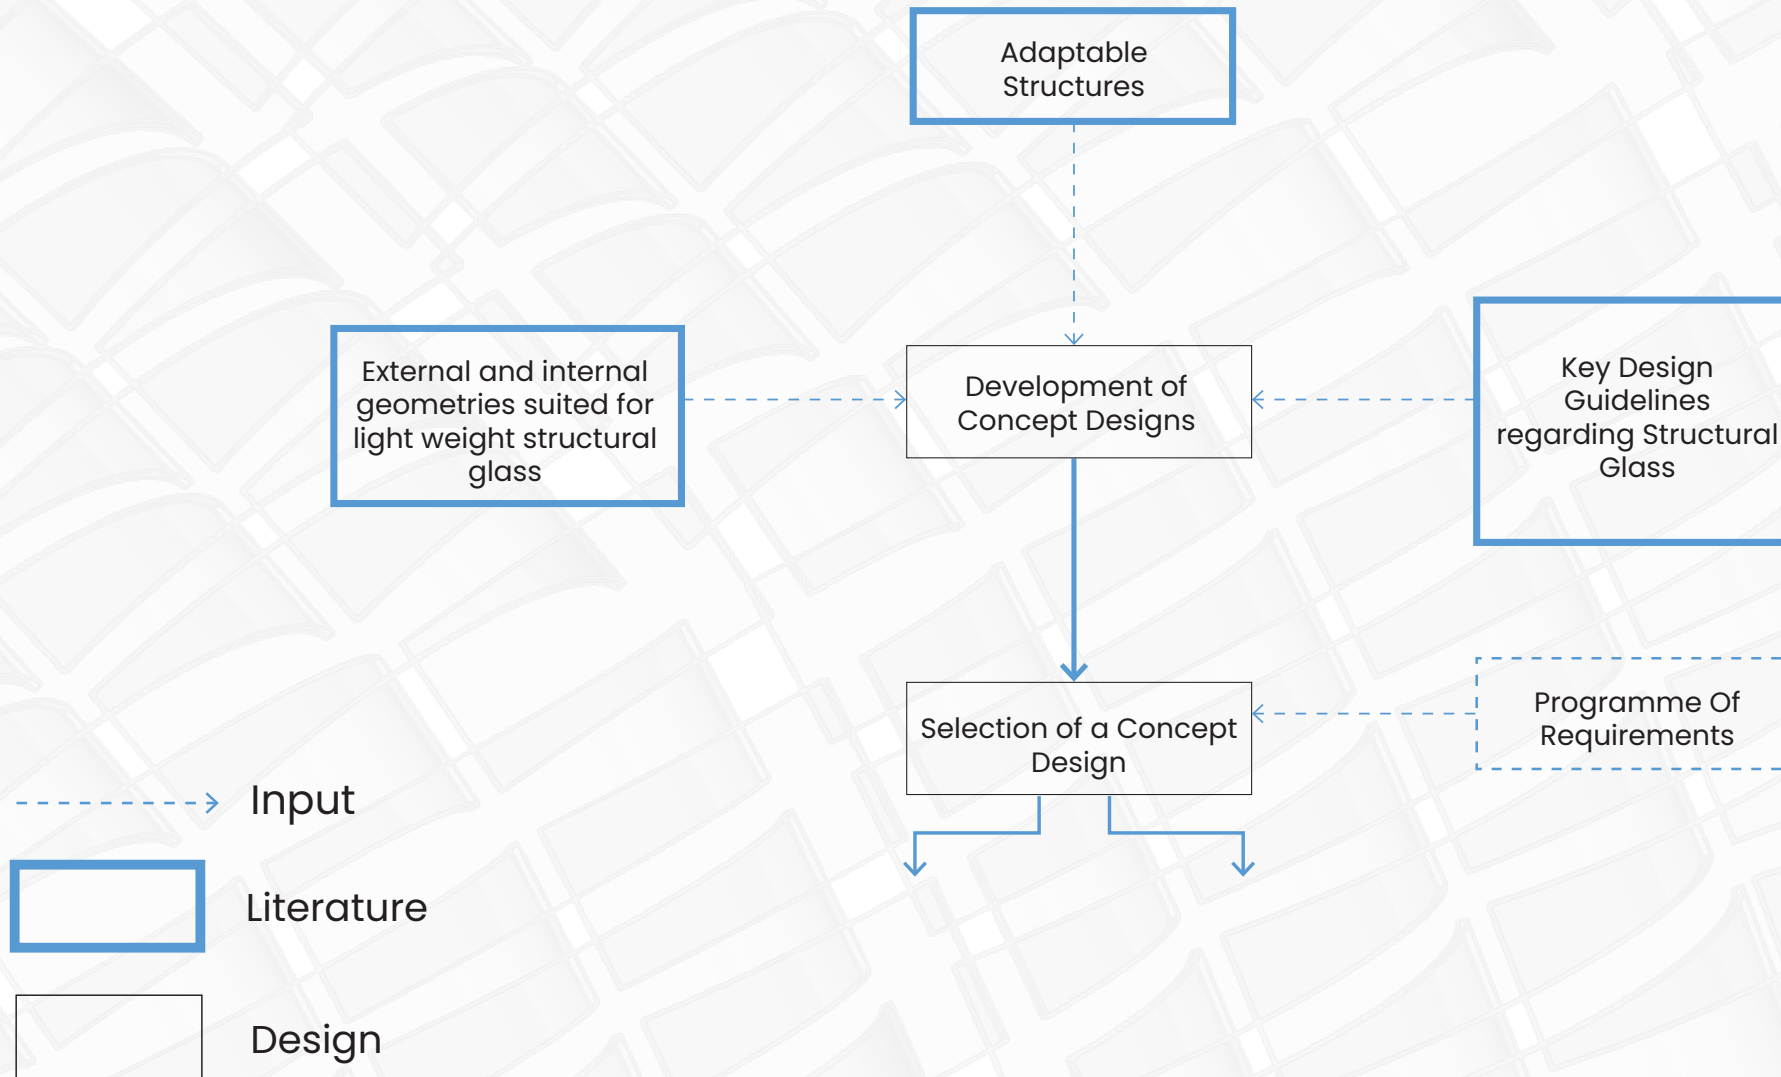 Adaptable
Structures
External and internal
geometries suited for
light weight structural
glass
Development of
Concept Designs
Key Design
Guidelines
regarding Structural
Glass
Selection of a Concept
Design
Programme Of
Requirements
Input
Literature
Design